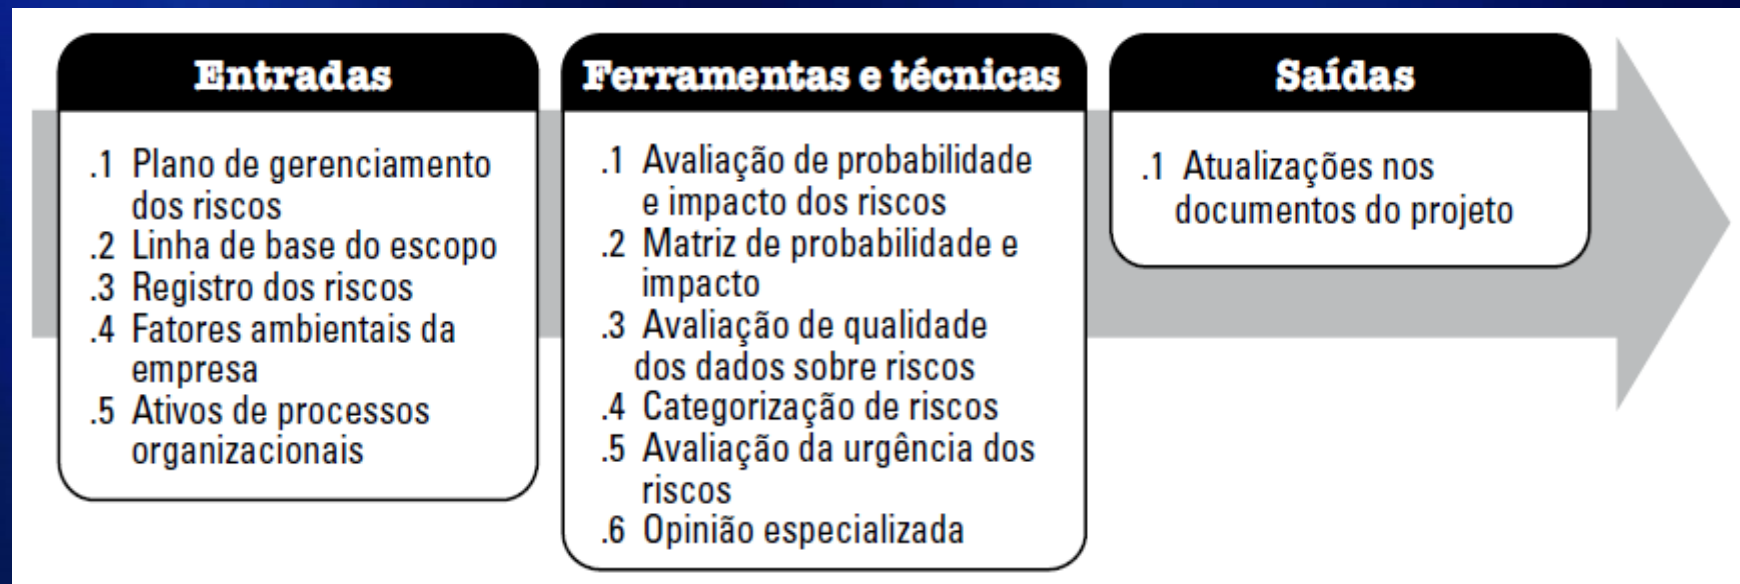 Entradas
.1 Plano de gerenciamento
dos riscos
.2 Linha de base do escopo
.3 Registro dos riscos
.4 Fatores ambientais da
empresa
.5 Ativos de processos
organizacionais
Ferramentas e técnicas
.1 Avaliação de probabilidade
e impacto dos riscos
.2 Matriz de probabilidade e
impacto
.3 Avaliação de qualidade
dos dados sobre riscos
.4 Categorização de riscos
.5 Avaliação da urgência dos
riscos
.6 Opinião especializada
Saídas
.1 Atualizações nos
documentos do projeto